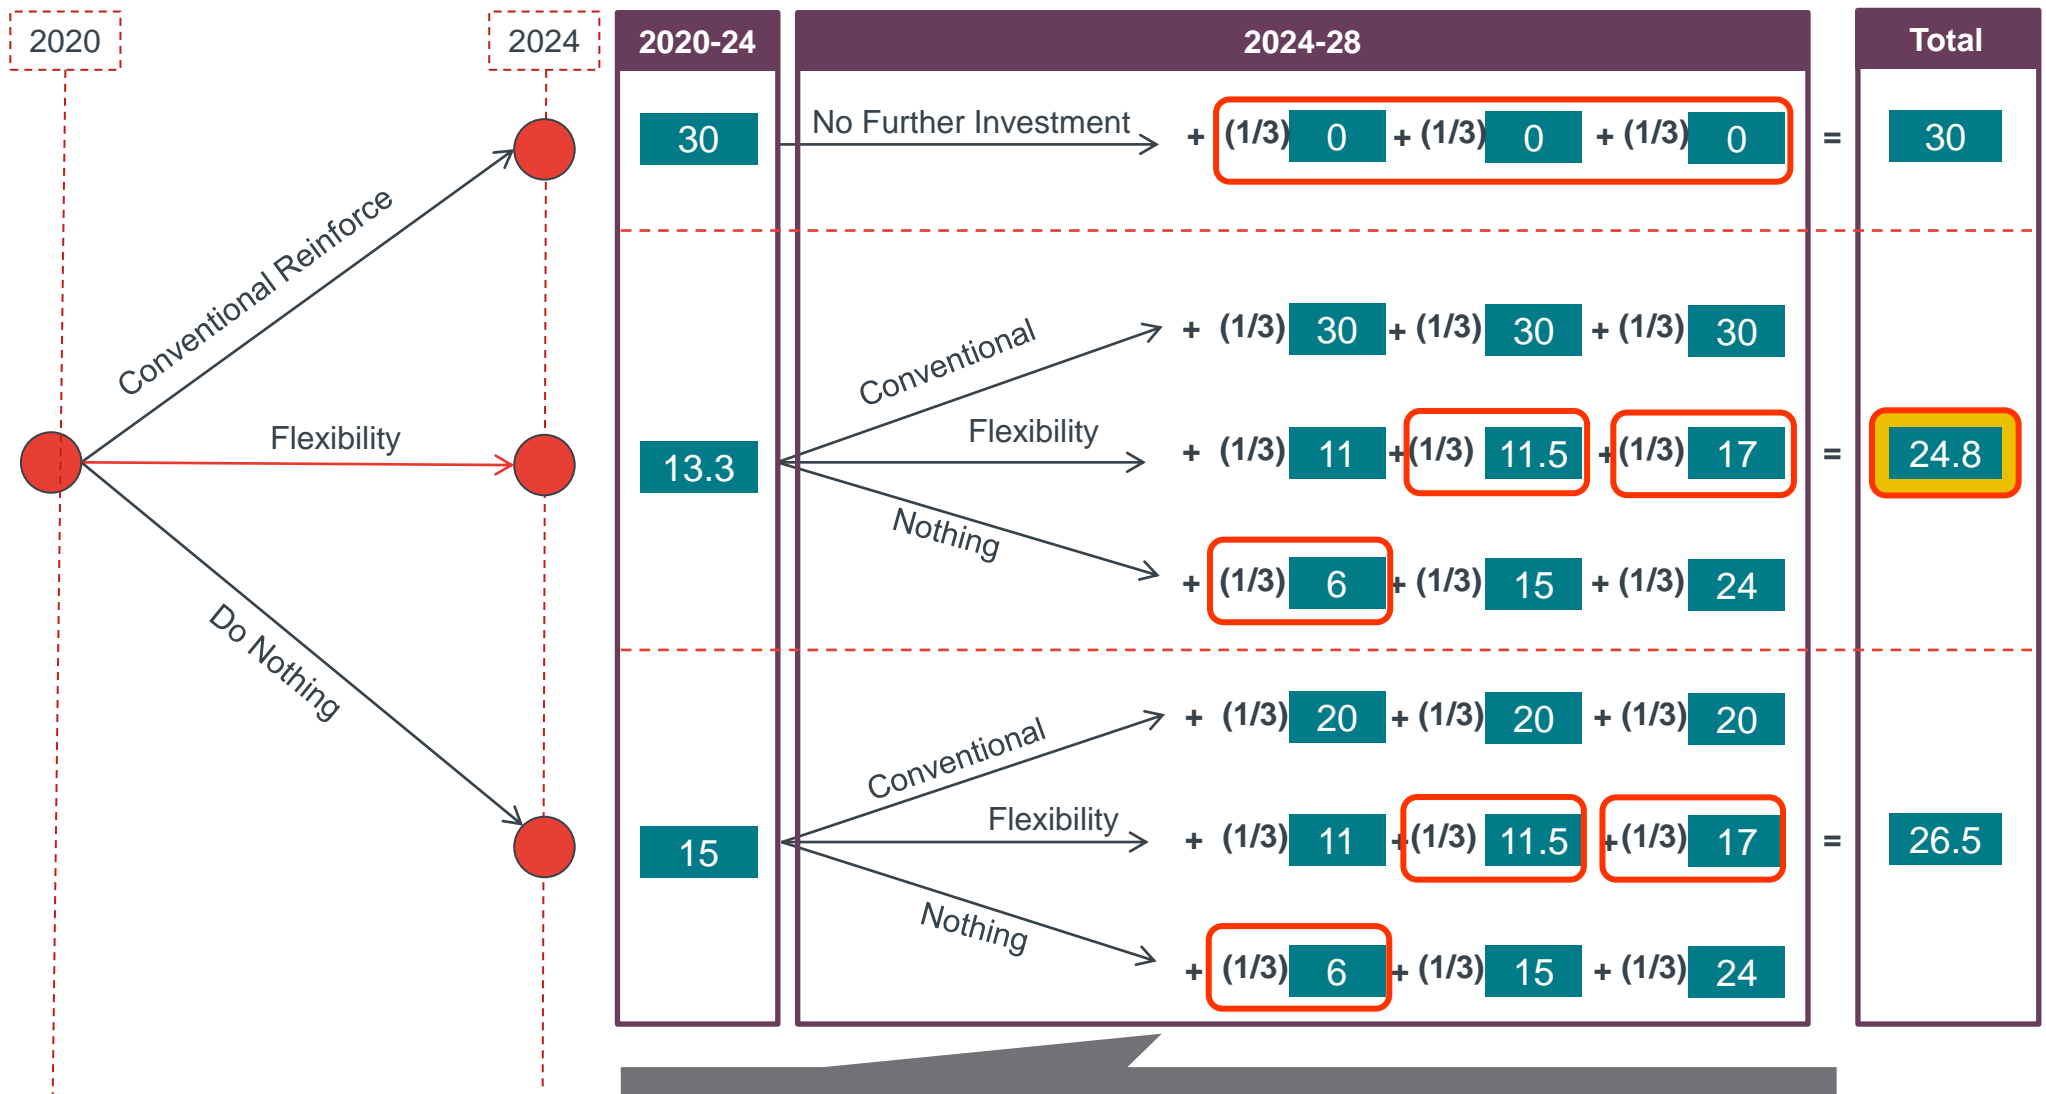 2020
2024
2020-24
2024-28
Total
Conventional Reinforce
Flexibility
Do Nothing
30
No Further Investment
+ (1/3) 0 + (1/3) 0 + (1/3) 0 = 30
13.3
Conventional
+ (1/3) 30 + (1/3) 30 + (1/3) 30
Flexibility
+ (1/3) 11 + (1/3) 11.5 + (1/3) 17 = 24.8
Nothing
+ (1/3) 6 + (1/3) 15 + (1/3) 24
15
Conventional
+ (1/3) 20 + (1/3) 20 + (1/3) 20
Flexibility
+ (1/3) 11 + (1/3) 11.5 + (1/3) 17 = 26.5
Nothing
+ (1/3) 6 + (1/3) 15 + (1/3) 24